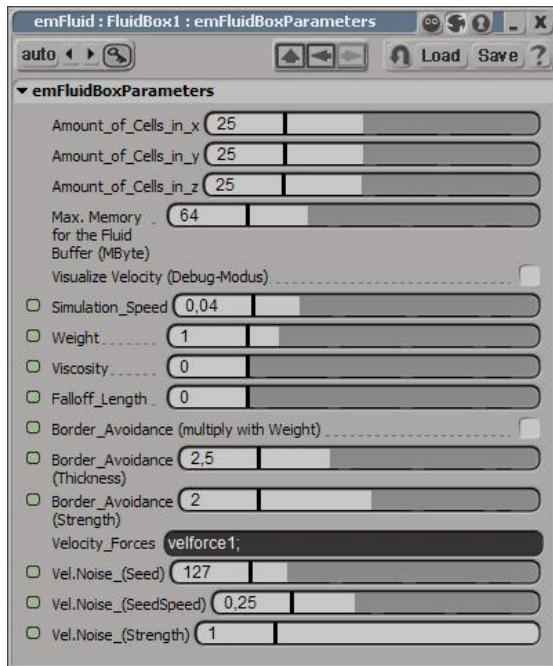 emFluid : FluidBox1 : emFluidBoxParameters
auto Load Save ?
emFluidBoxParameters
Amount_of_Cells_in_x 25
Amount_of_Cells_in_y 25
Amount_of_Cells_in_z 25
Max. Memory 64
for the Fluid
Buffer (MByte)
Visualize Velocity (Debug-Modus)
Simulation_Speed 0,04
Weight 1
Viscosity 0
Falloff_Length 0
Border_Avoidance (multiply with Weight)
Border_Avoidance 2,5
(Thickness)
Border_Avoidance 2
(Strength)
Velocity_Forces velforce1;
Vel.Noise_(Seed) 127
Vel.Noise_(SeedSpeed) 0,25
Vel.Noise_(Strength) 1